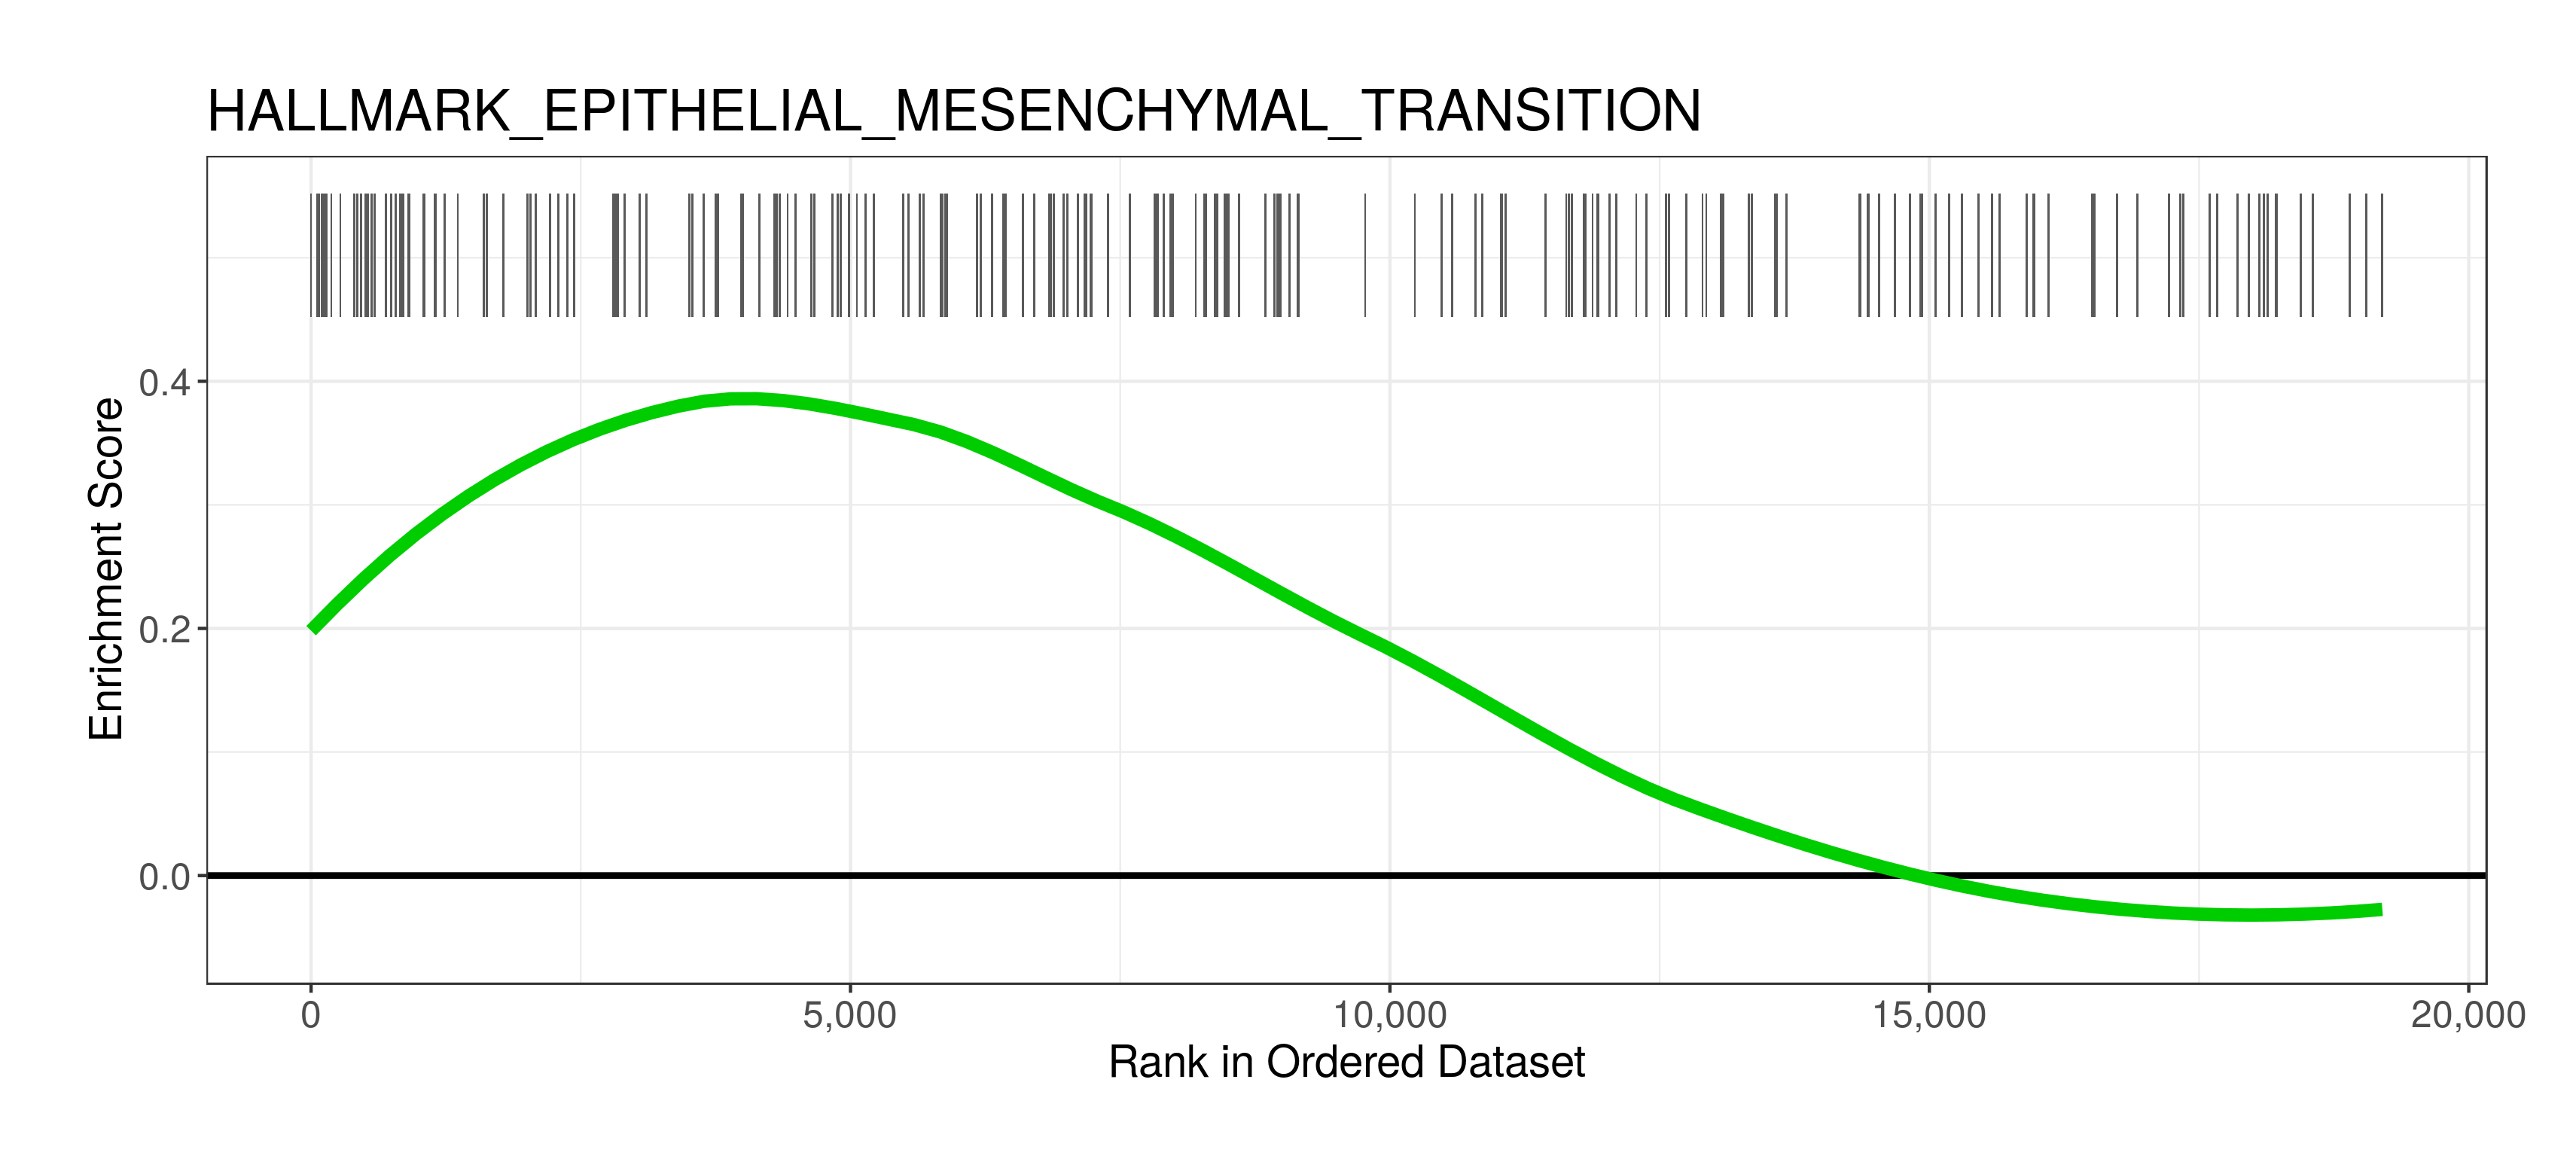 HALLMARK_EPITHELIAL_MESENCHYMAL_TRANSITION
Enrichment Score
0.4
0.2
0.0
0
5,000
10,000
15,000
20,000
Rank in Ordered Dataset